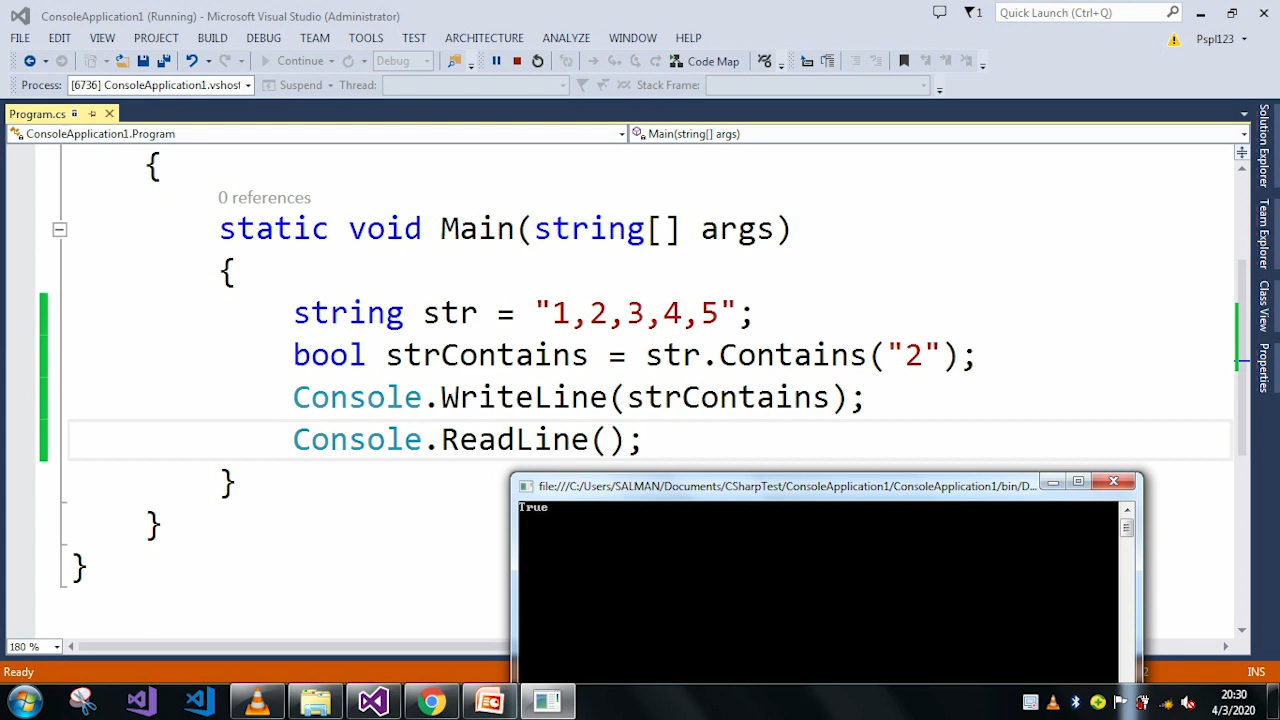 ConsoleApplication1 (Running) - Microsoft Visual Studio (Administrator)
1
Quick Launch (Ctrl+Q)
FILE EDIT VIEW PROJECT BUILD DEBUG TEAM TOOLS TEST ARCHITECTURE ANALYZE WINDOW HELP
Pspl123
Continue Debug Code Map
Process: [6736] ConsoleApplication1.vshost Suspend Thread: Stack Frame:
Program.cs
ConsoleApplication1.Program Main(string[] args)
{
0 references
static void Main(string[] args)
{
string str = "1,2,3,4,5";
bool strContains = str.Contains("2");
Console.WriteLine(strContains);
Console.ReadLine();
}
}
}
file:///C:/Users/SALMAN/Documents/CSharpTest/ConsoleApplication1/ConsoleApplication1/bin/D...
True
Solution Explorer
Team Explorer
Class View
Properties
180 %
Ready INS
20:30
4/3/2020